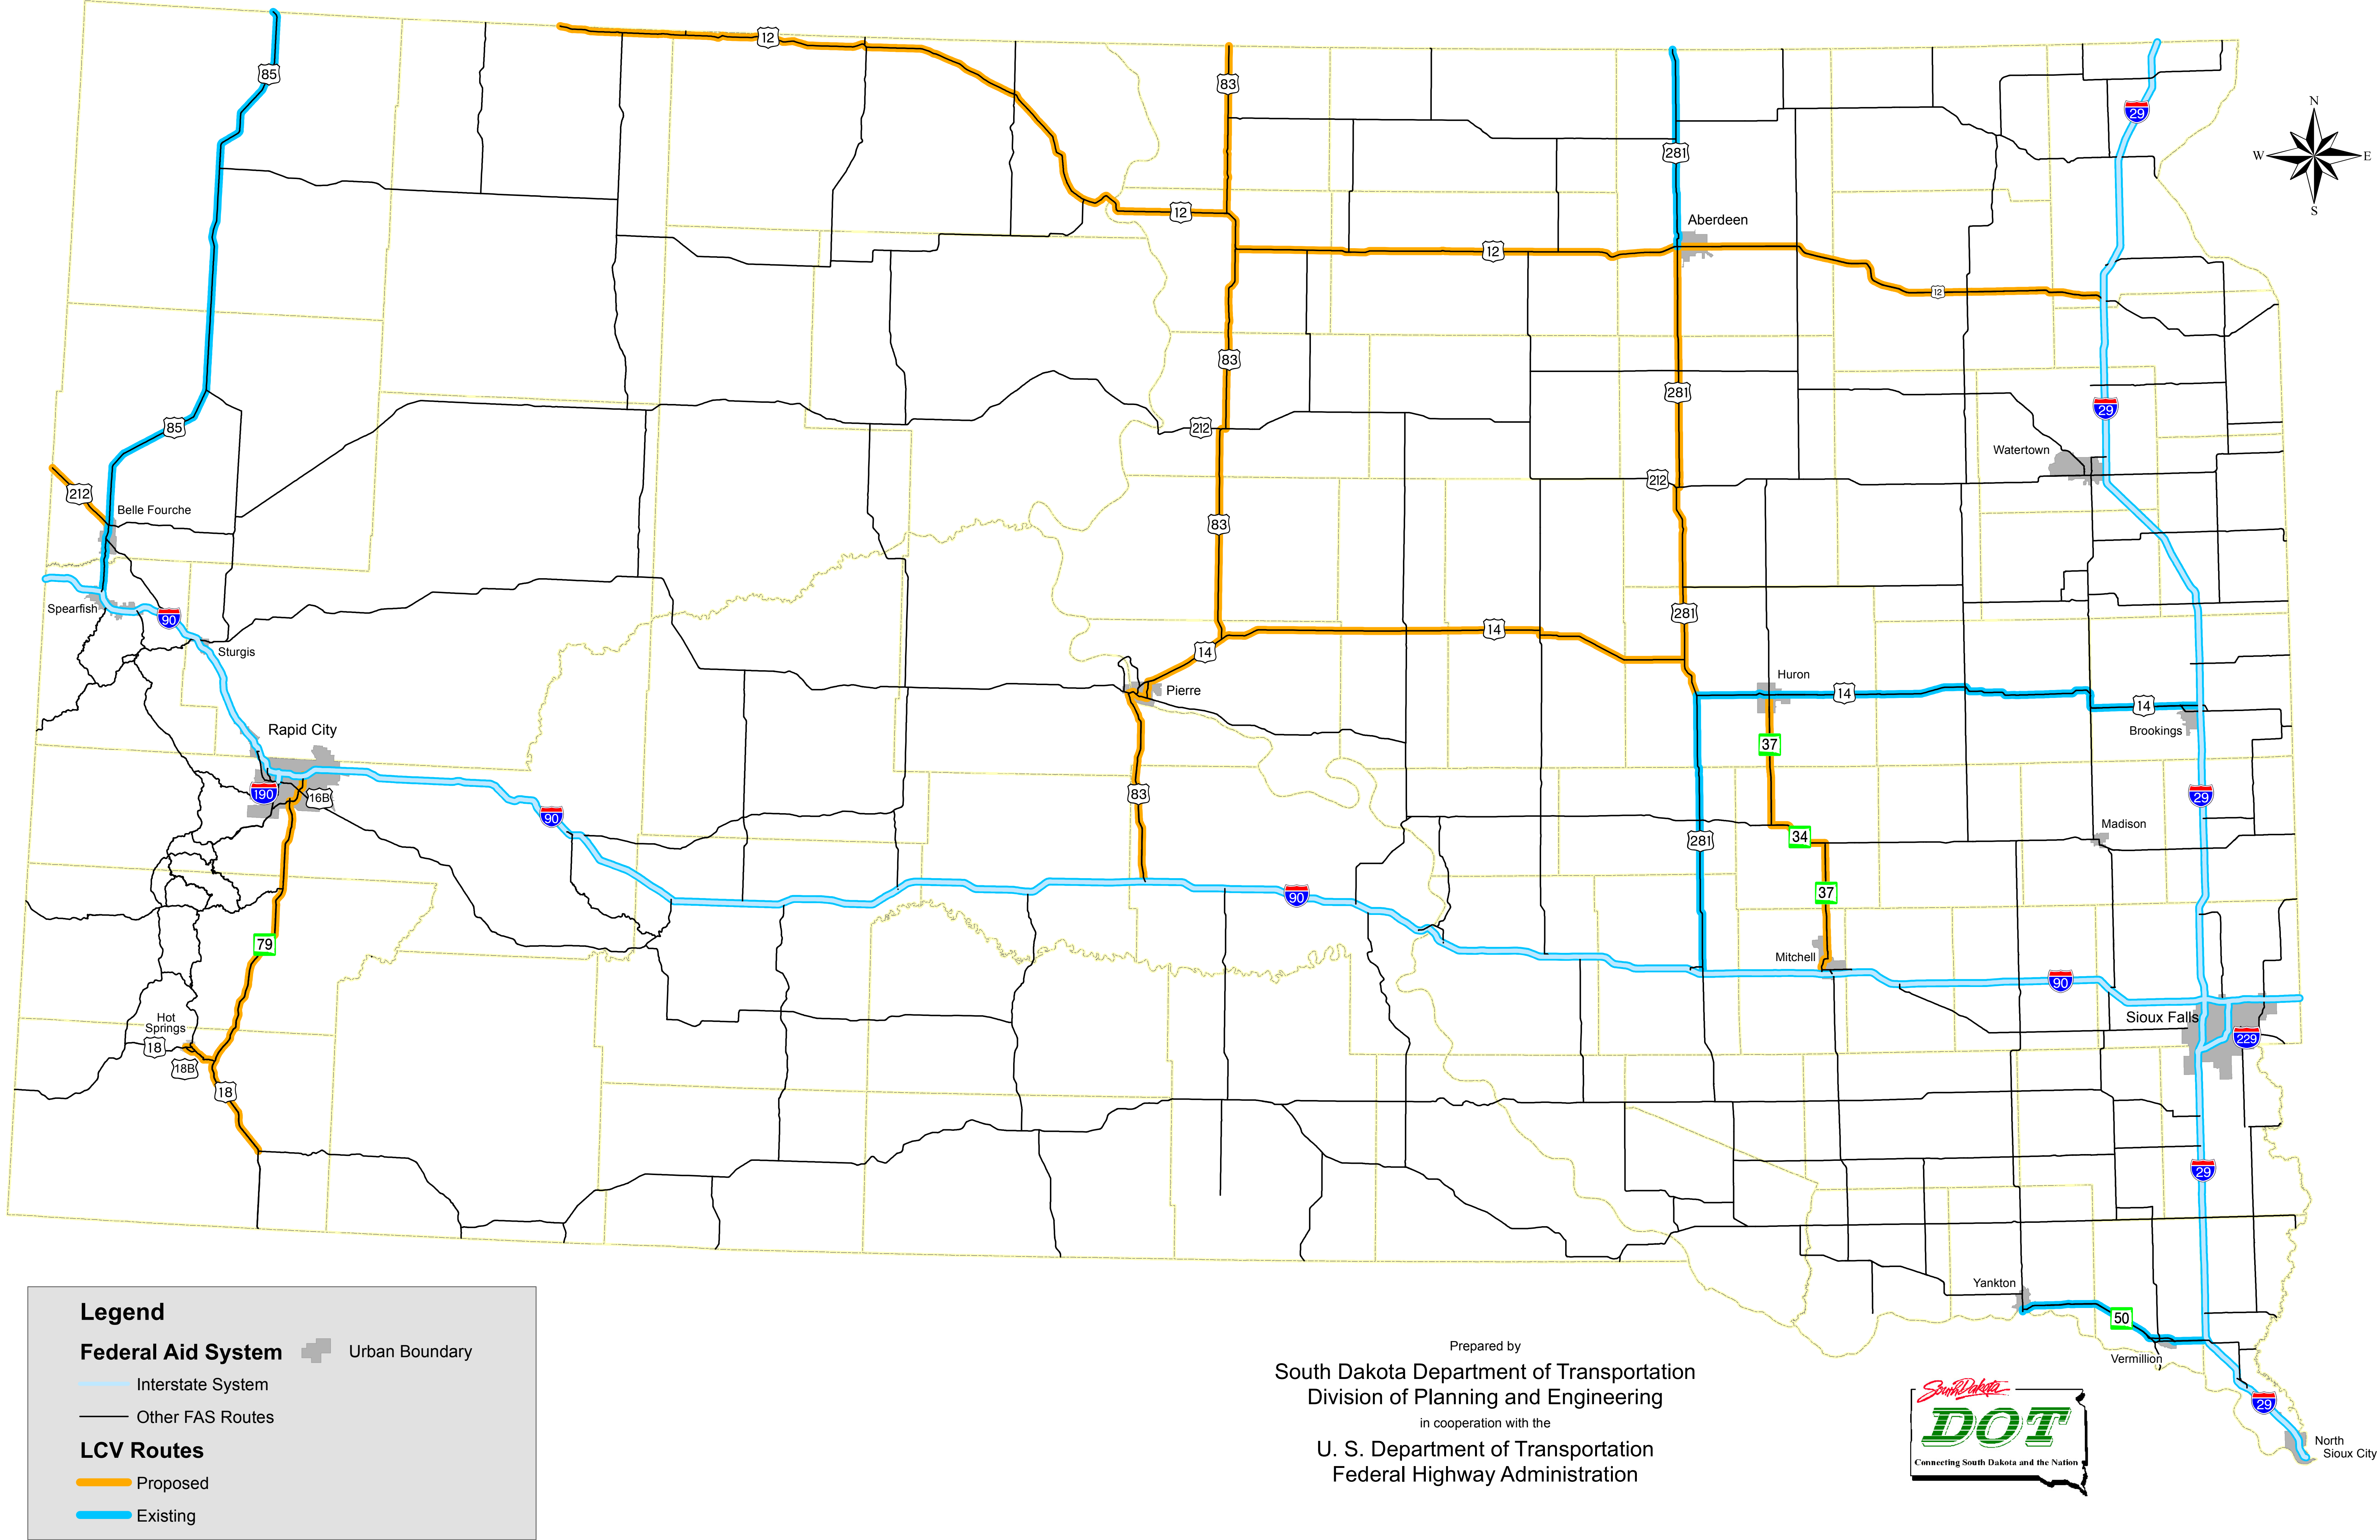 85
12
83
29
N
W
E
S
281
Aberdeen
12
12
12
83
281
29
85
212
Watertown
212
212
Belle Fourche
83
Spearfish
90
281
14
Sturgis
14
Huron
Pierre
14
14
Brookings
Rapid City
37
190
16B
83
29
90
34
Madison
281
37
90
79
Mitchell
90
Hot
Springs
18
Sioux Falls
229
18B
18
29
Yankton
50
Vermillion
29
North
Sioux City
Legend
Federal Aid System
Urban Boundary
Interstate System
Other FAS Routes
LCV Routes
Proposed
Existing
Prepared by
South Dakota Department of Transportation
Division of Planning and Engineering
in cooperation with the
U. S. Department of Transportation
Federal Highway Administration
South Dakota
DOT
Connecting South Dakota and the Nation